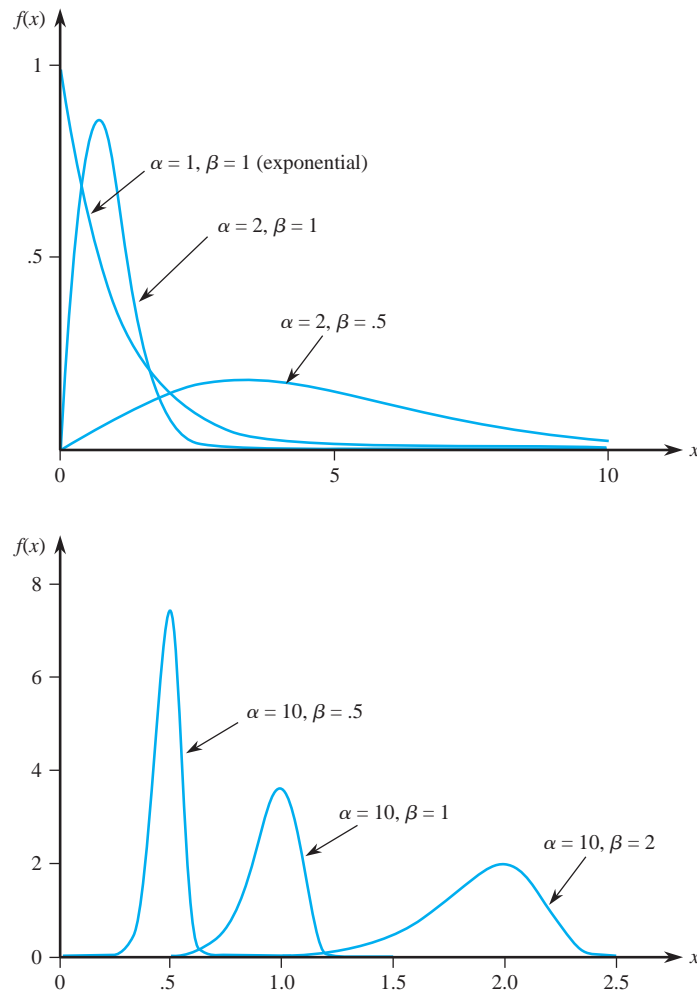 f(x)
1
α = 1, β = 1 (exponential)
α = 2, β = 1
.5
α = 2, β = .5
x
0
5
10
f(x)
8
6
α = 10, β = .5
4
α = 10, β = 1
α = 10, β = 2
2
0
x
0
.5
1.0
1.5
2.0
2.5